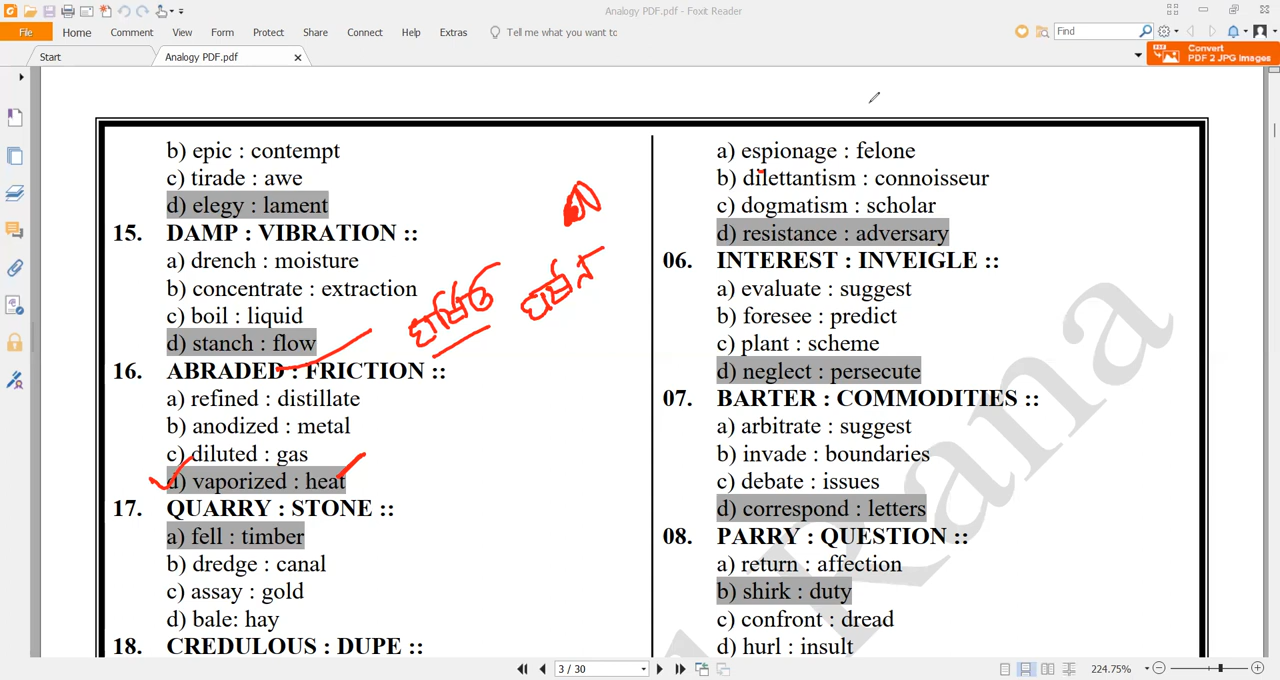 Analogy PDF.pdf - Foxit Reader
File Home Comment View Form Protect Share Connect Help Extras Tell me what you want to Find
Start Analogy PDF.pdf
Convert
PDF 2 JPG Images
b) epic : contempt
c) tirade : awe
d) elegy : lament
15. DAMP : VIBRATION ::
a) drench : moisture
b) concentrate : extraction
c) boil : liquid
d) stanch : flow
16. ABRADED : FRICTION ::
a) refined : distillate
b) anodized : metal
c) diluted : gas
d) vaporized : heat
17. QUARRY : STONE ::
a) fell : timber
b) dredge : canal
c) assay : gold
d) bale: hay
18. CREDULOUS : DUPE ::
a) espionage : felone
b) dilettantism : connoisseur
c) dogmatism : scholar
d) resistance : adversary
06. INTEREST : INVEIGLE ::
a) evaluate : suggest
b) foresee : predict
c) plant : scheme
d) neglect : persecute
07. BARTER : COMMODITIES ::
a) arbitrate : suggest
b) invade : boundaries
c) debate : issues
d) correspond : letters
08. PARRY : QUESTION ::
a) return : affection
b) shirk : duty
c) confront : dread
d) hurl : insult
Rana
3 / 30
224.75%